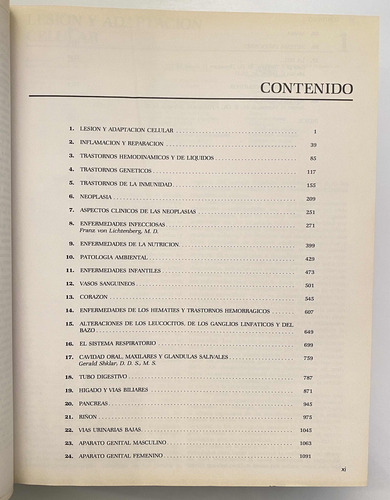 CONTENIDO
1. LESION Y ADAPTACION CELULAR 1
2. INFLAMACION Y REPARACION 39
3. TRASTORNOS HEMODINAMICOS Y DE LIQUIDOS 85
4. TRASTORNOS GENETICOS 117
5. TRASTORNOS DE LA INMUNIDAD 155
6. NEOPLASIA 209
7. ASPECTOS CLINICOS DE LAS NEOPLASIAS 251
8. ENFERMEDADES INFECCIOSAS 271
Franz von Lichtenberg, M. D.
9. ENFERMEDADES DE LA NUTRICION 399
10. PATOLOGIA AMBIENTAL 429
11. ENFERMEDADES INFANTILES 473
12. VASOS SANGUINEOS 501
13. CORAZON 545
14. ENFERMEDADES DE LOS HEMATIES Y TRASTORNOS HEMORRAGICOS 607
15. ALTERACIONES DE LOS LEUCOCITOS, DE LOS GANGLIOS LINFATICOS Y DEL
BAZO 649
16. EL SISTEMA RESPIRATORIO 699
17. CAVIDAD ORAL, MAXILARES Y GLANDULAS SALIVALES 759
Gerald Shklar, D. D. S., M. S.
18. TUBO DIGESTIVO 787
19. HIGADO Y VIAS BILIARES 871
20. PANCREAS 945
21. RIÑON 975
22. VIAS URINARIAS BAJAS 1045
23. APARATO GENITAL MASCULINO 1063
24. APARATO GENITAL FEMENINO 1091
xi